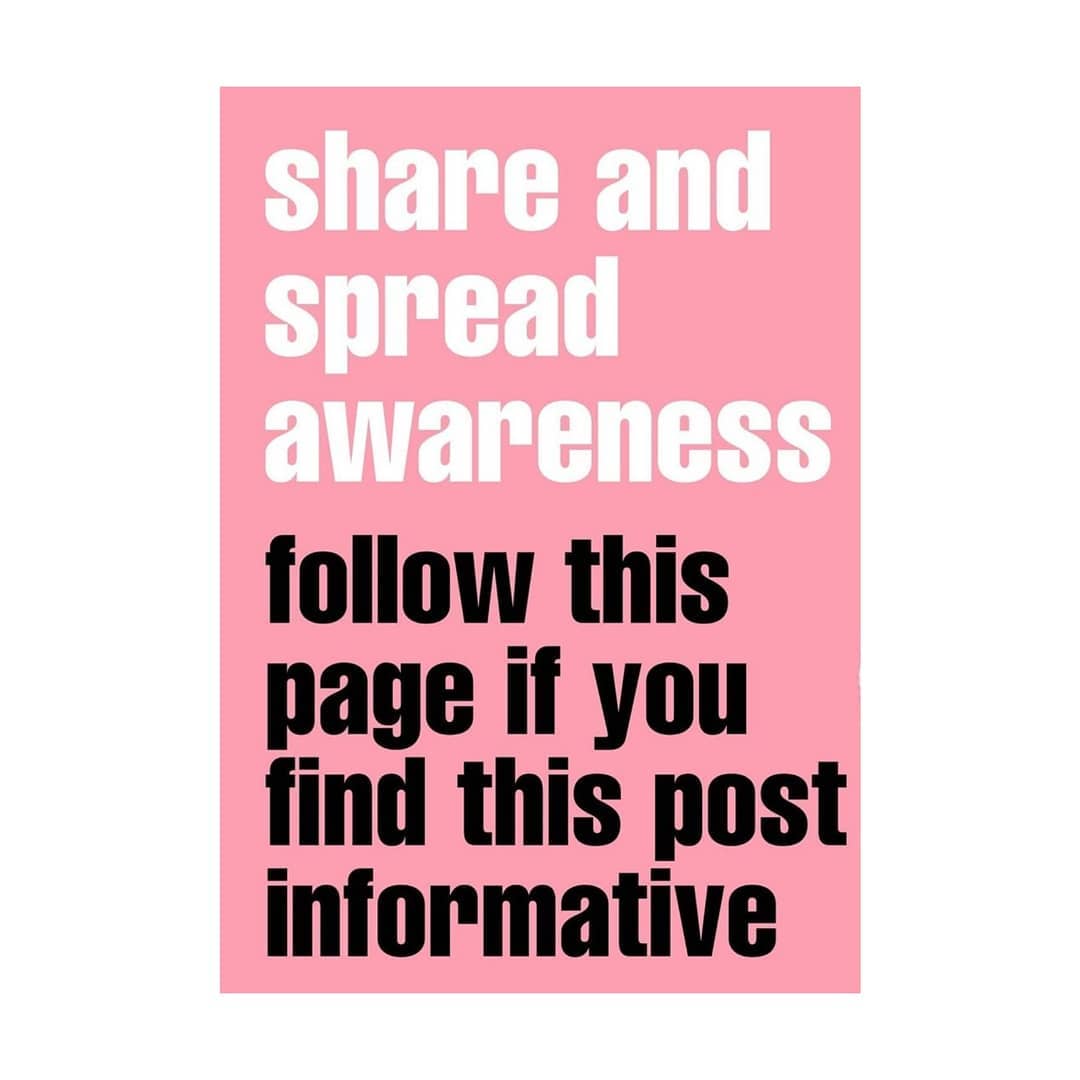 share and
spread
awareness
follow this
page if you
find this post
informative